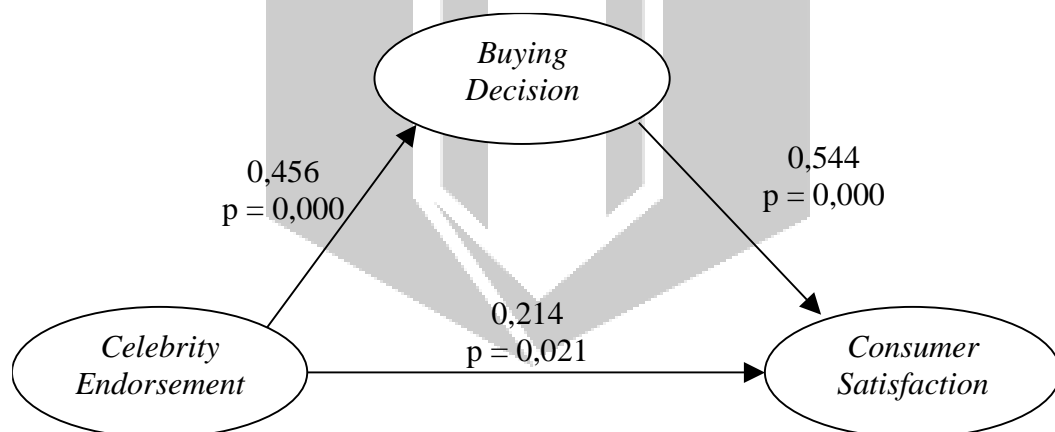 Buying
Decision
0,456
p = 0,000
0,544
p = 0,000
0,214
p = 0,021
Celebrity
Endorsement
Consumer
Satisfaction